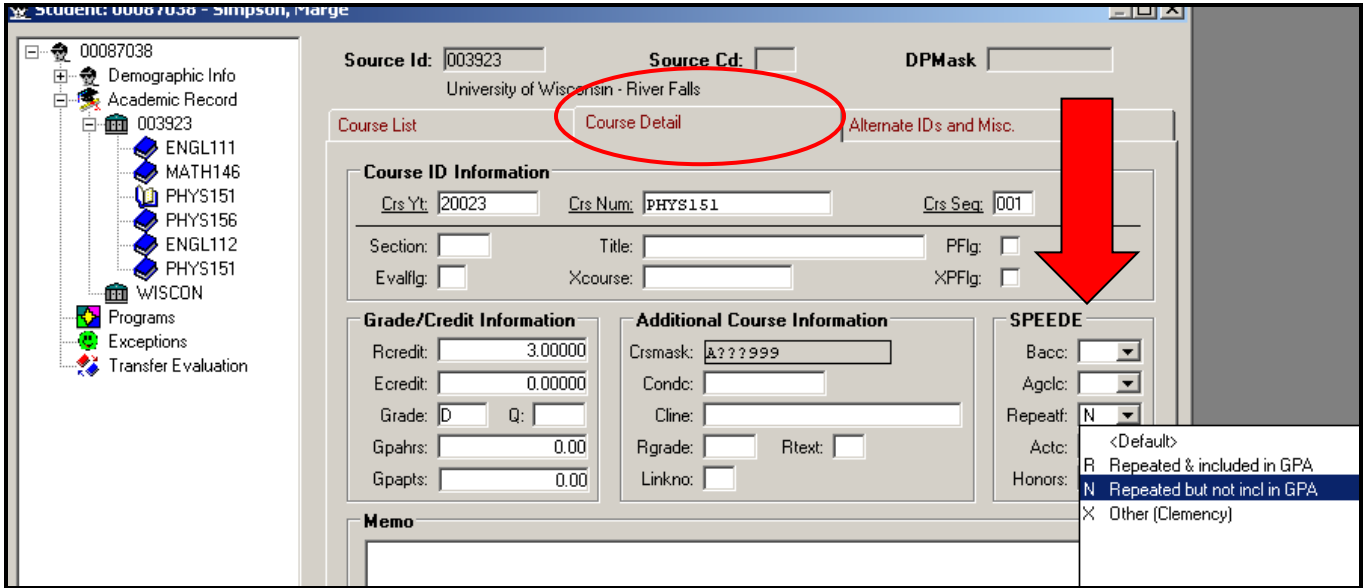 Student: 00087038 - Simpson, Marge
00087038
Demographic Info
Academic Record
003923
ENGL111
MATH146
PHYS151
PHYS156
ENGL112
PHYS151
WISCON
Programs
Exceptions
Transfer Evaluation
Source Id: 003923 Source Cd: DPMask
University of Wisconsin - River Falls
Course List Course Detail Alternate IDs and Misc.
Course ID Information
Crs Yt: 20023 Crs Num: PHYS151 Crs Seq: 001
Section: Title: PFlg:
Evalflg: Xcourse: XPFlg:
Grade/Credit Information
Rcredit: 3.00000
Ecredit: 0.00000
Grade: D Q:
Gpahrs: 0.00
Gpapts: 0.00
Additional Course Information
Crsmask: A???999
Condc:
Cline:
Rgrade: Rtext:
Linkno:
SPEEDE
Bacc:
Agclc:
Repeatf: N
Actc:
Honors:
<Default>
R Repeated & included in GPA
N Repeated but not incl in GPA
X Other (Clemency)
Memo